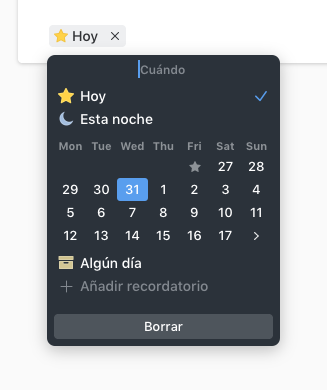 Hoy
Cuándo
Hoy
Esta noche
Mon Tue Wed Thu Fri Sat Sun
27 28
29 30 31 1 2 3 4
5 6 7 8 9 10 11
12 13 14 15 16 17
Algún día
Añadir recordatorio
Borrar